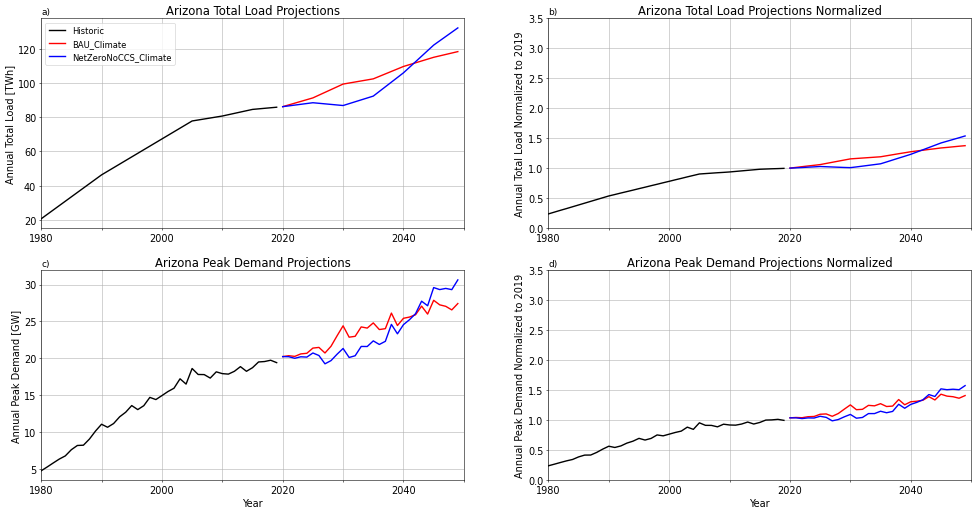 a)
Arizona Total Load Projections
Annual Total Load [TWh]
120
100
80
60
40
20
Historic
BAU_Climate
NetZeroNoCCS_Climate
1980
2000
2020
2040
b)
Arizona Total Load Projections Normalized
Annual Total Load Normalized to 2019
3.5
3.0
2.5
2.0
1.5
1.0
0.5
0.0
1980
2000
2020
2040
c)
Arizona Peak Demand Projections
Annual Peak Demand [GW]
30
25
20
15
10
5
1980
2000
2020
2040
Year
d)
Arizona Peak Demand Projections Normalized
Annual Peak Demand Normalized to 2019
3.5
3.0
2.5
2.0
1.5
1.0
0.5
0.0
1980
2000
2020
2040
Year